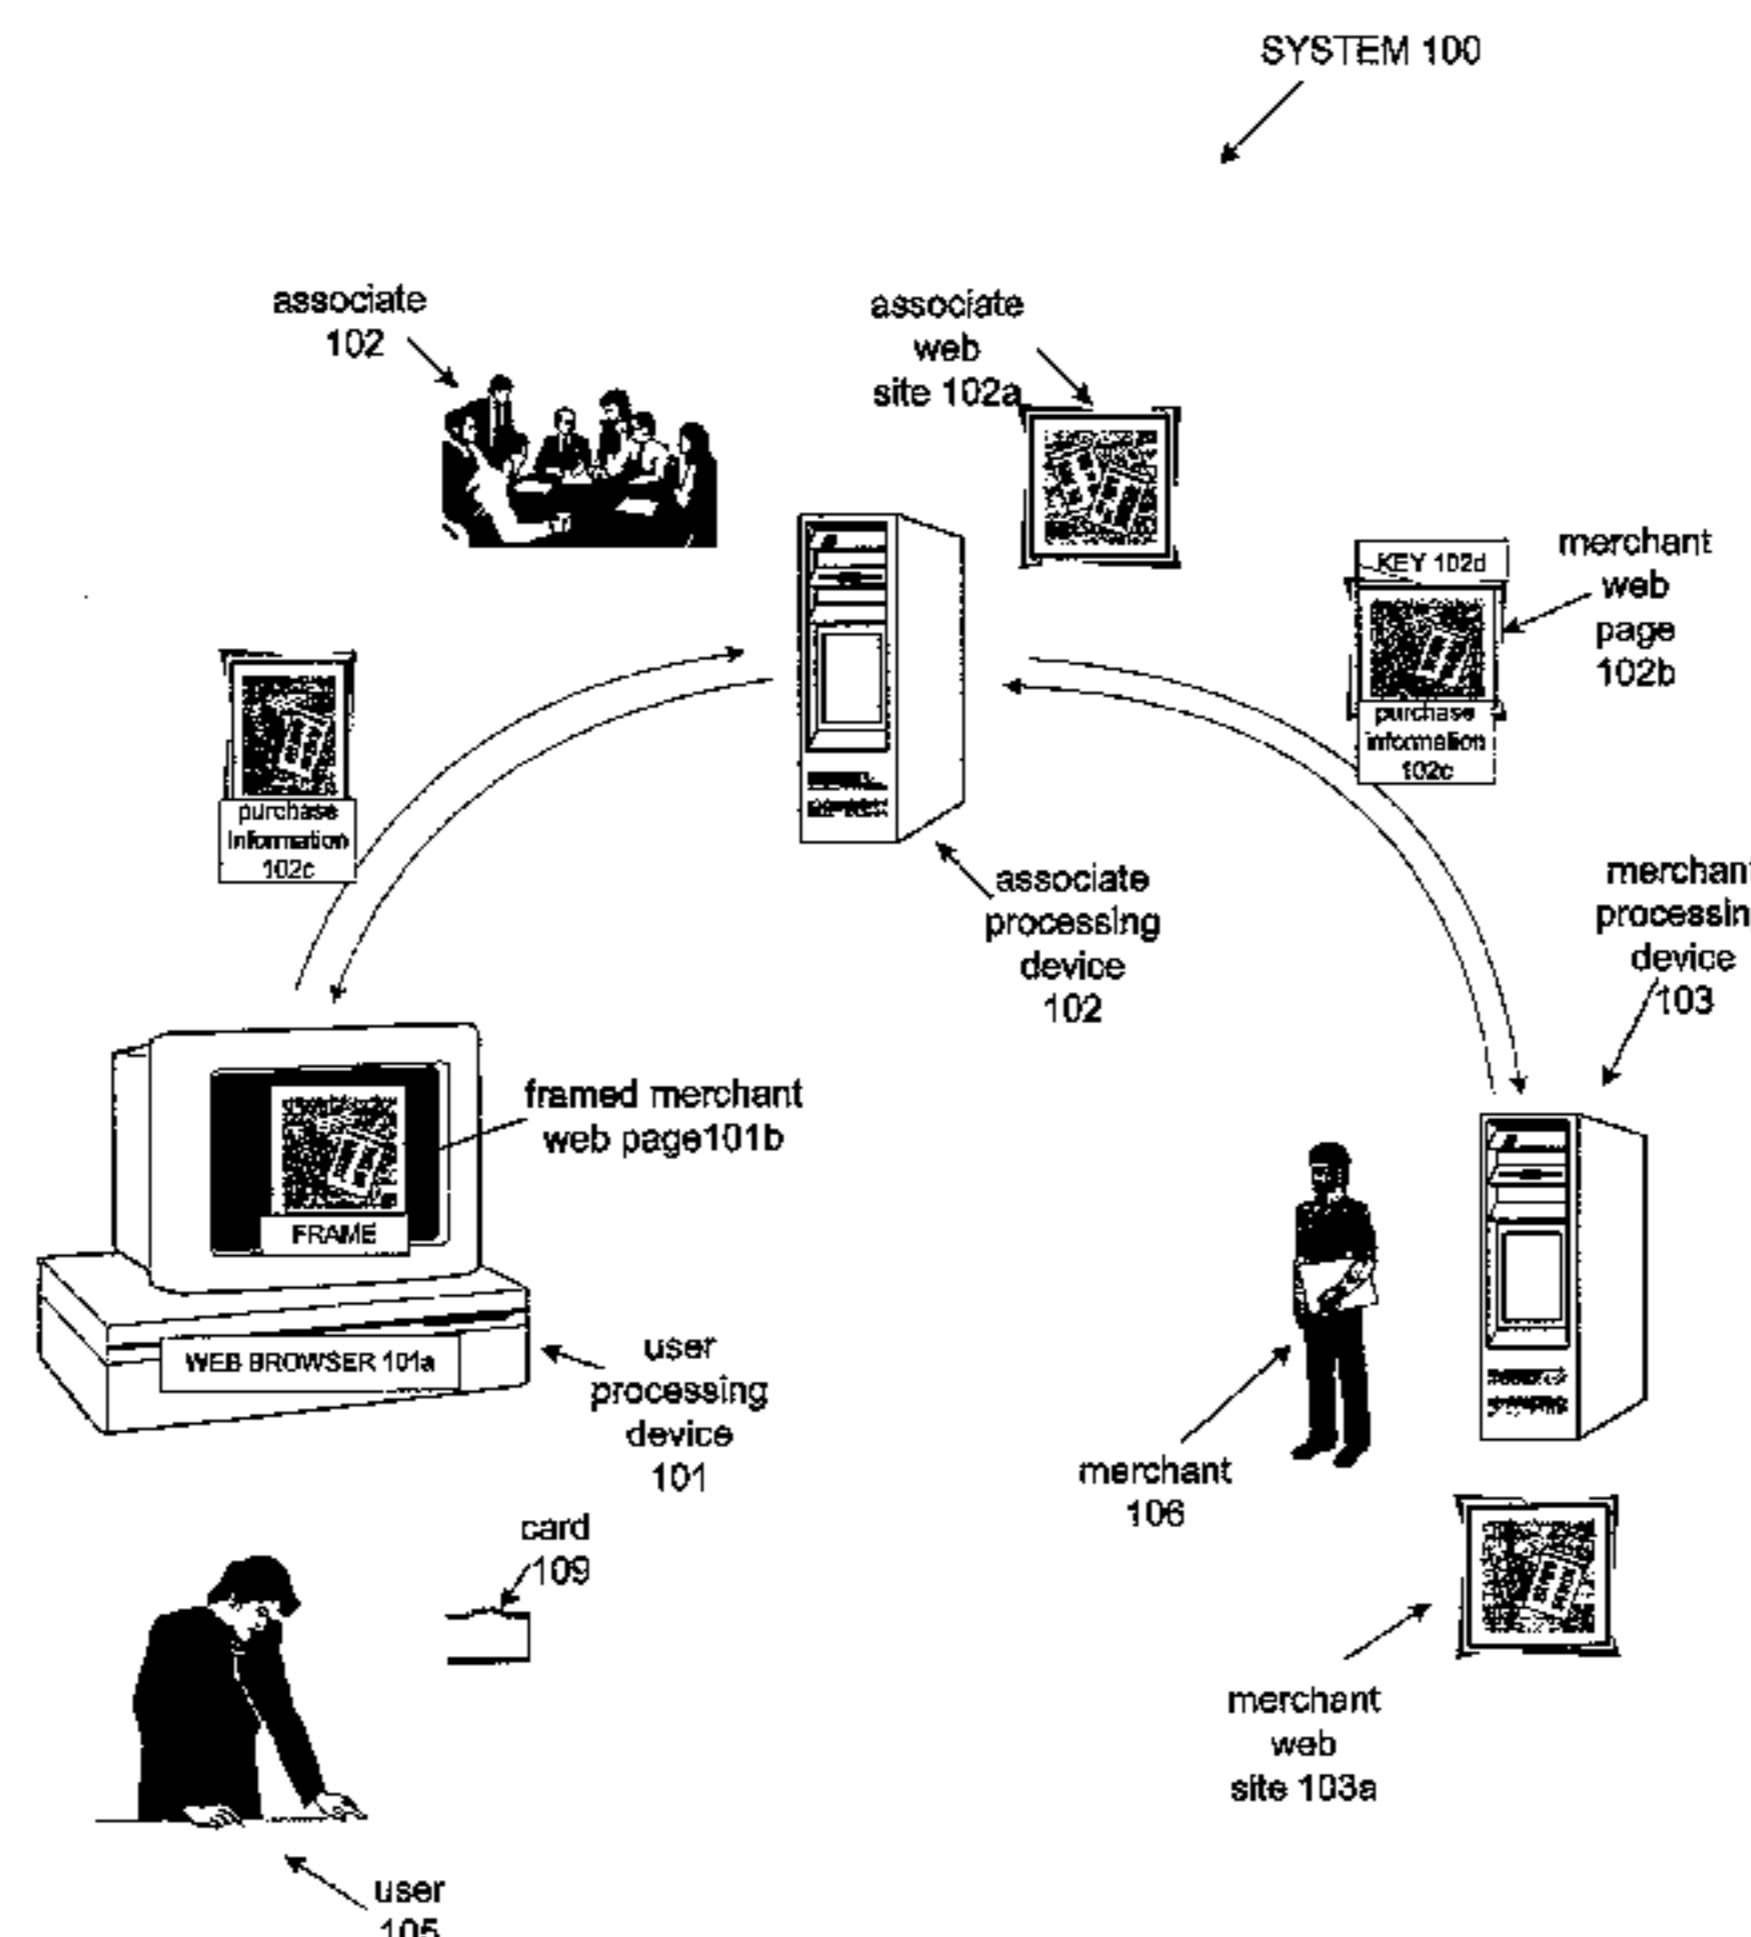 SYSTEM 100
associate
102
associate
web
site 102a
KEY 102d
merchant
web
page
102b
purchase
information
102c
purchase
information
102c
associate
processing
device
102
merchant
processin
device
103
framed merchant
web page101b
FRAME
WEB BROWSER 101a
user
processing
device
101
merchant
106
card
109
merchant
web
site 103a
user
105